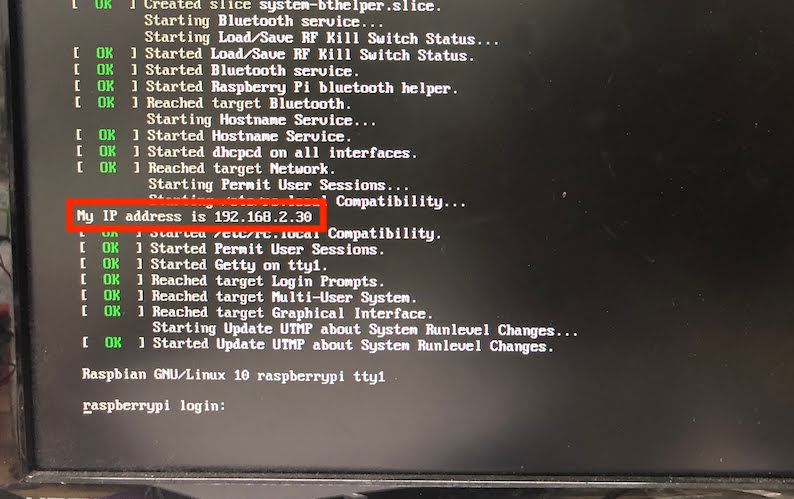 [ OK ] Created slice system-bthelper.slice.
Starting Bluetooth service...
Starting Load/Save RF Kill Switch Status...
[ OK ] Started Load/Save RF Kill Switch Status.
[ OK ] Started Bluetooth service.
[ OK ] Started Raspberry Pi bluetooth helper.
[ OK ] Reached target Bluetooth.
Starting Hostname Service...
[ OK ] Started Hostname Service.
[ OK ] Started dhcpcd on all interfaces.
[ OK ] Reached target Network.
Starting Permit User Sessions...
Starting /etc/rc.local Compatibility...
My IP address is 192.168.2.30
[ OK ] Started /etc/rc.local Compatibility.
[ OK ] Started Permit User Sessions.
[ OK ] Started Getty on tty1.
[ OK ] Reached target Login Prompts.
[ OK ] Reached target Multi-User System.
[ OK ] Reached target Graphical Interface.
Starting Update UTMP about System Runlevel Changes...
[ OK ] Started Update UTMP about System Runlevel Changes.
Raspbian GNU/Linux 10 raspberrypi tty1
raspberrypi login: